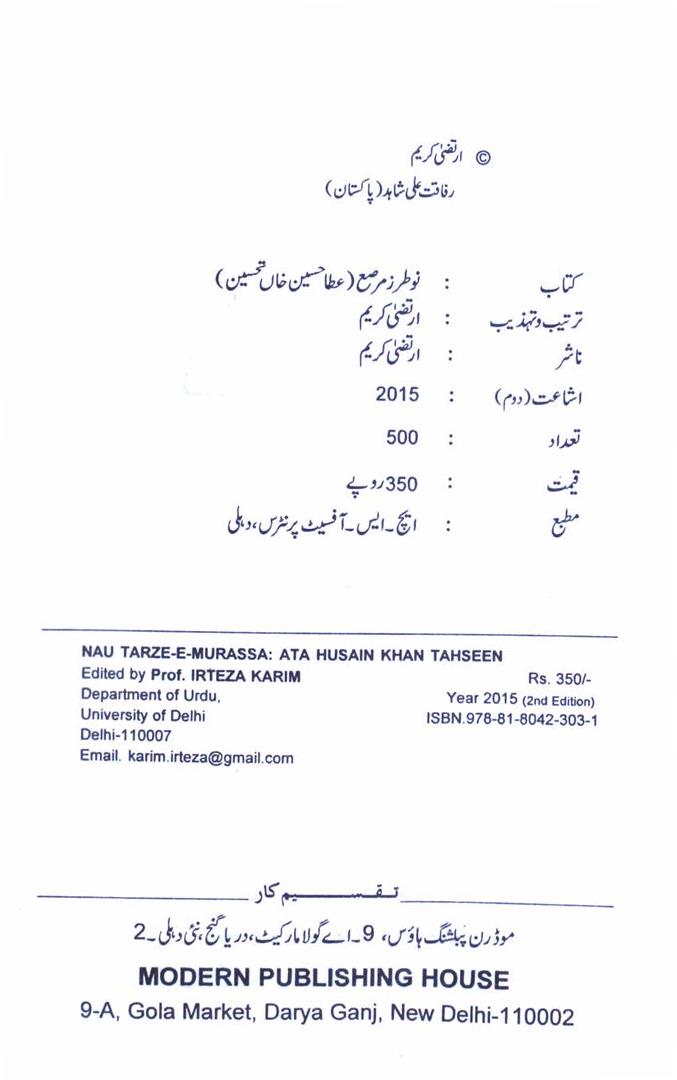 © ارتضیٰ کریم
رفاقت علی شاہد (پاکستان)
کتاب : نوطرز مرصع (عطا حسین خاں تحسین)
ترتیب و تہذیب : ارتضیٰ کریم
ناشر : ارتضیٰ کریم
اشاعت (دوم) : 2015
تعداد : 500
قیمت : 350 روپے
مطبع : ایچ۔ایس۔آفسیٹ پرنٹرس، دہلی
NAU TARZE-E-MURASSA: ATA HUSAIN KHAN TAHSEEN
Edited by Prof. IRTEZA KARIM Rs. 350/-
Department of Urdu, Year 2015 (2nd Edition)
University of Delhi ISBN.978-81-8042-303-1
Delhi-110007
Email. karim.irteza@gmail.com
تقسیم کار
موڈرن پبلشنگ ہاؤس، 9۔اے گولا مارکیٹ، دریا گنج، نئی دہلی۔2
MODERN PUBLISHING HOUSE
9-A, Gola Market, Darya Ganj, New Delhi-110002